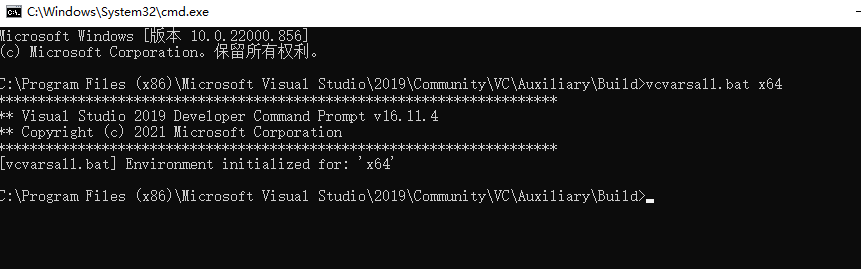 C:\Windows\System32\cmd.exe
Microsoft Windows [版本 10.0.22000.856]
(c) Microsoft Corporation。保留所有权利。
C:\Program Files (x86)\Microsoft Visual Studio\2019\Community\VC\Auxiliary\Build>vcvarsall.bat x64
**********************************************************************
** Visual Studio 2019 Developer Command Prompt v16.11.4
** Copyright (c) 2021 Microsoft Corporation
**********************************************************************
[vcvarsall.bat] Environment initialized for: 'x64'
C:\Program Files (x86)\Microsoft Visual Studio\2019\Community\VC\Auxiliary\Build>